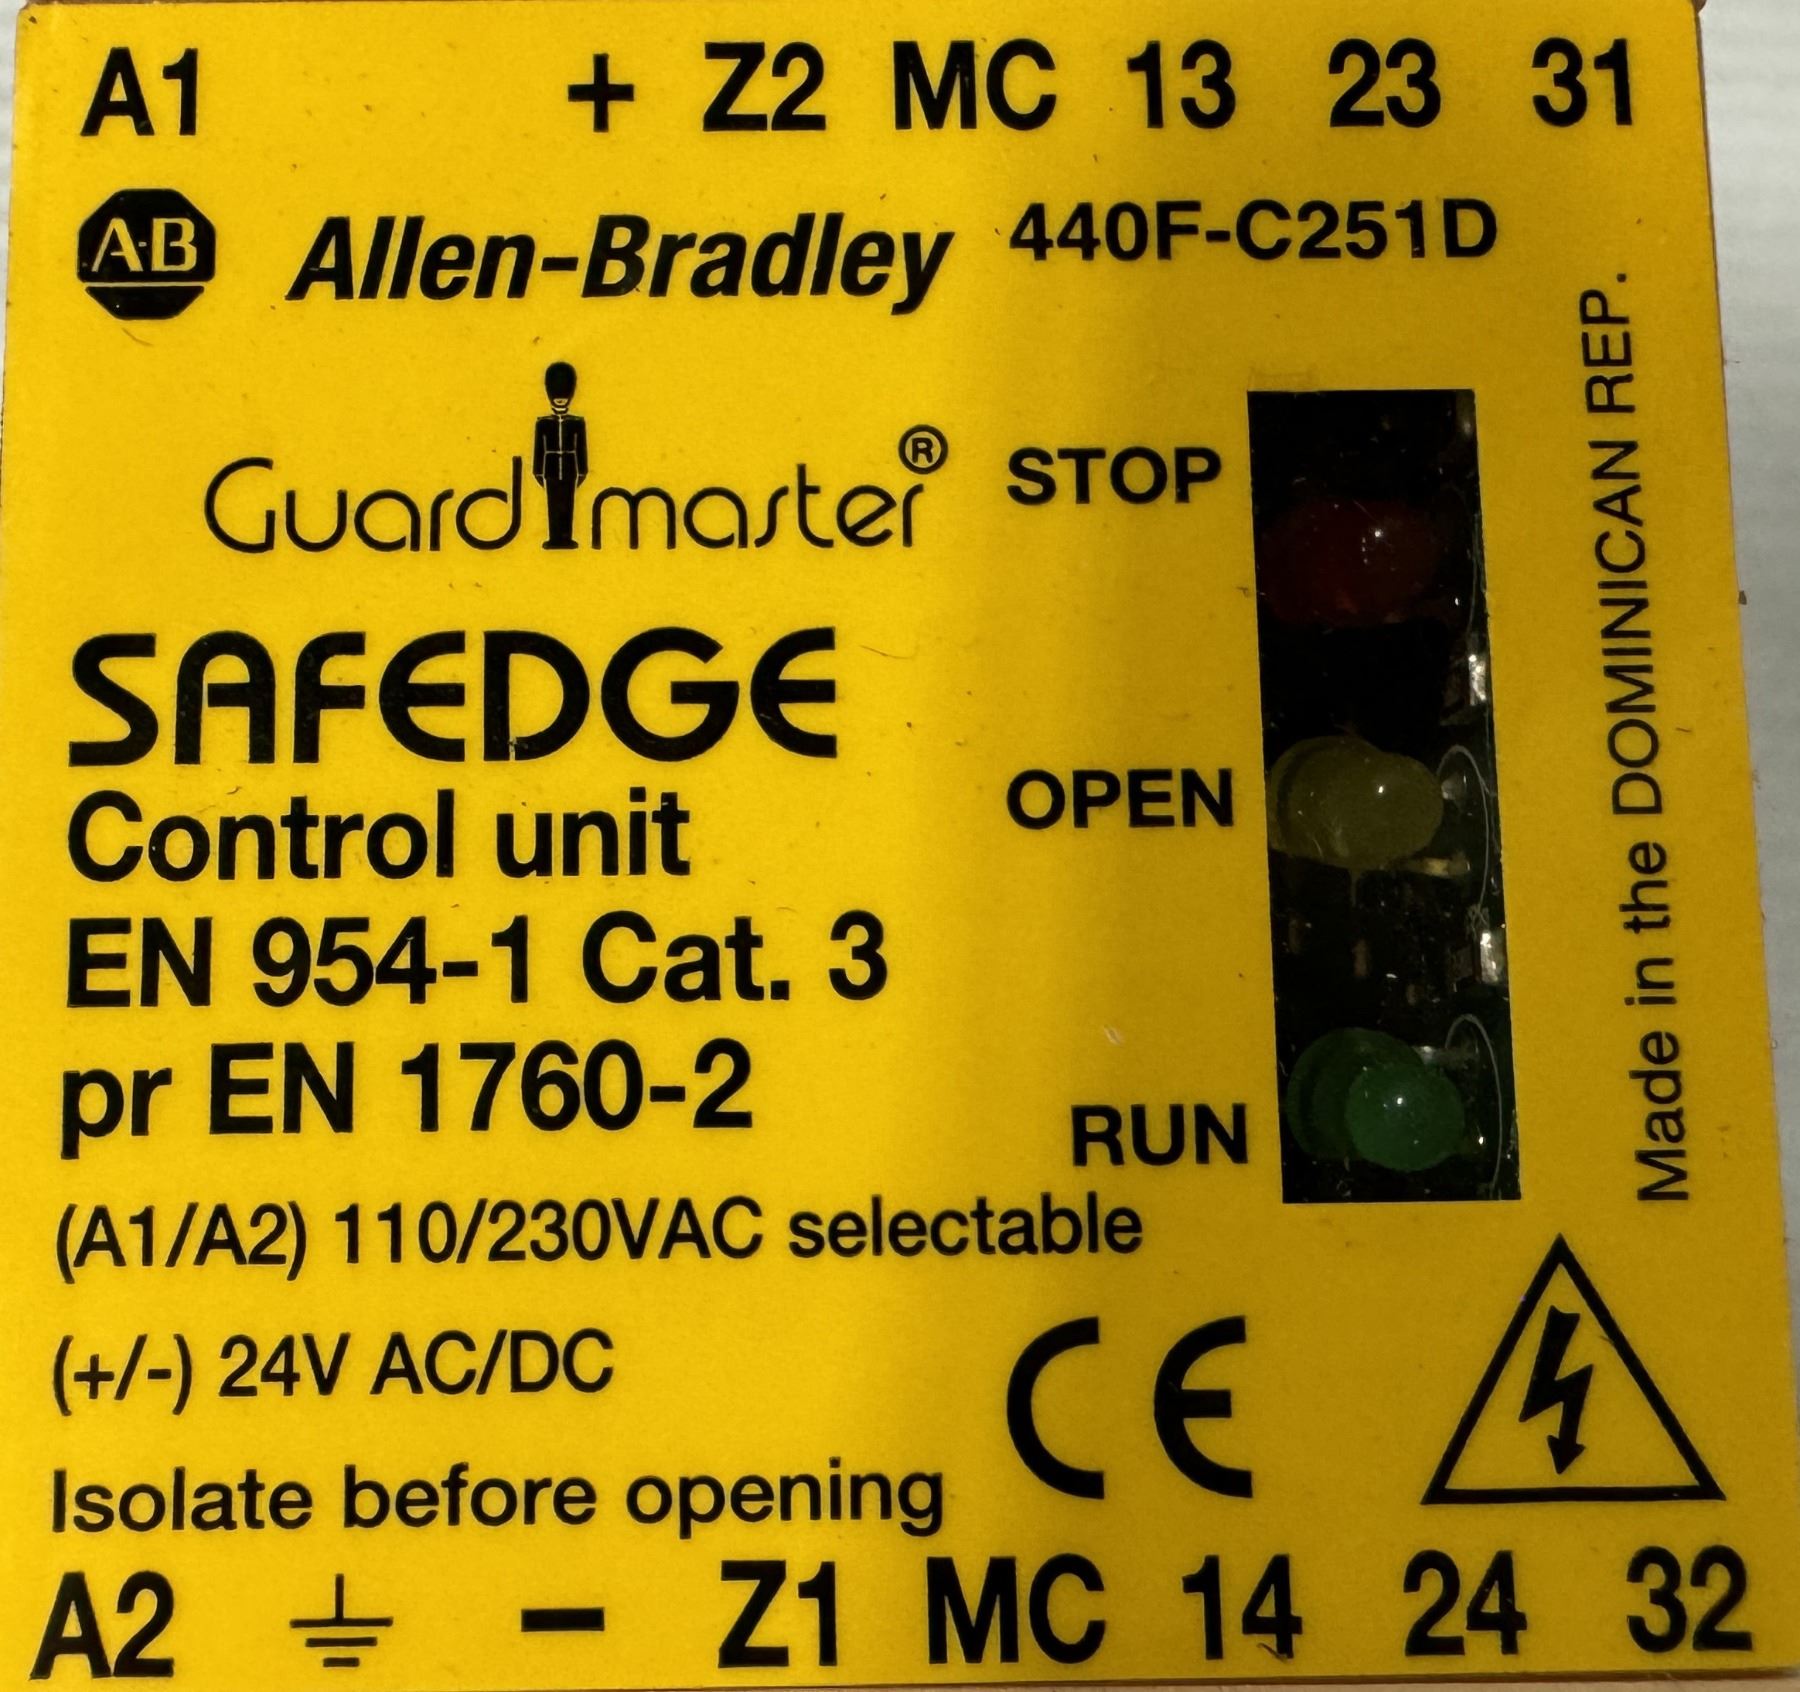 A1 + Z2 MC 13 23 31
A-B Allen-Bradley 440F-C251D
Guardmaster®
STOP
SAFEDGE
Control unit
OPEN
EN 954-1 Cat. 3
pr EN 1760-2
RUN
Made in the DOMINICAN REP.
(A1/A2) 110/230VAC selectable
(+/-) 24V AC/DC
CE
Isolate before opening
A2 ⏚ − Z1 MC 14 24 32